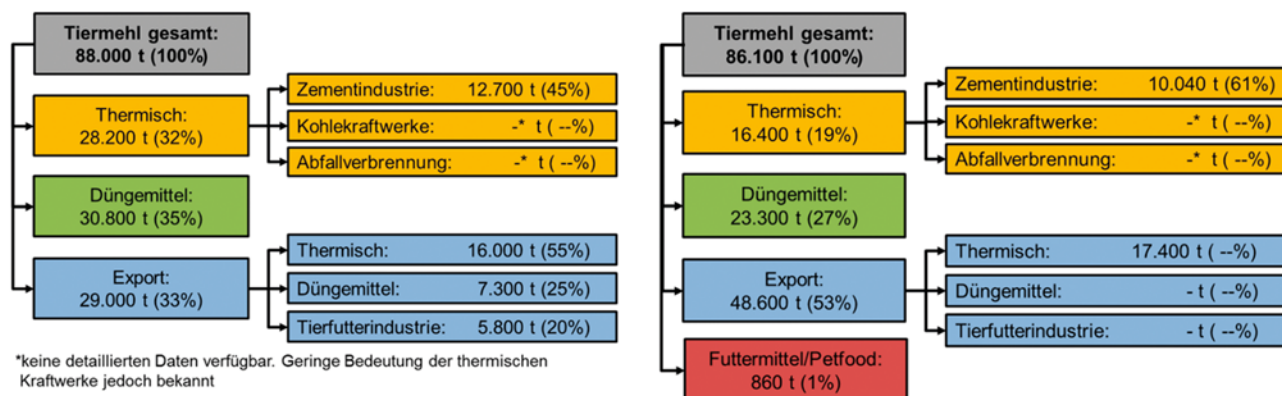 Tiermehl gesamt:
88.000 t (100%)
Thermisch:
28.200 t (32%)
Zementindustrie: 12.700 t (45%)
Kohlekraftwerke: -* t ( --%)
Abfallverbrennung: -* t ( --%)
Düngemittel:
30.800 t (35%)
Export:
29.000 t (33%)
Thermisch: 16.000 t (55%)
Düngemittel: 7.300 t (25%)
Tierfutterindustrie: 5.800 t (20%)
*keine detaillierten Daten verfügbar. Geringe Bedeutung der thermischen
Kraftwerke jedoch bekannt
Tiermehl gesamt:
86.100 t (100%)
Thermisch:
16.400 t (19%)
Zementindustrie: 10.040 t (61%)
Kohlekraftwerke: -* t ( --%)
Abfallverbrennung: -* t ( --%)
Düngemittel:
23.300 t (27%)
Export:
48.600 t (53%)
Thermisch: 17.400 t ( --%)
Düngemittel: - t ( --%)
Tierfutterindustrie: - t ( --%)
Futtermittel/Petfood:
860 t (1%)